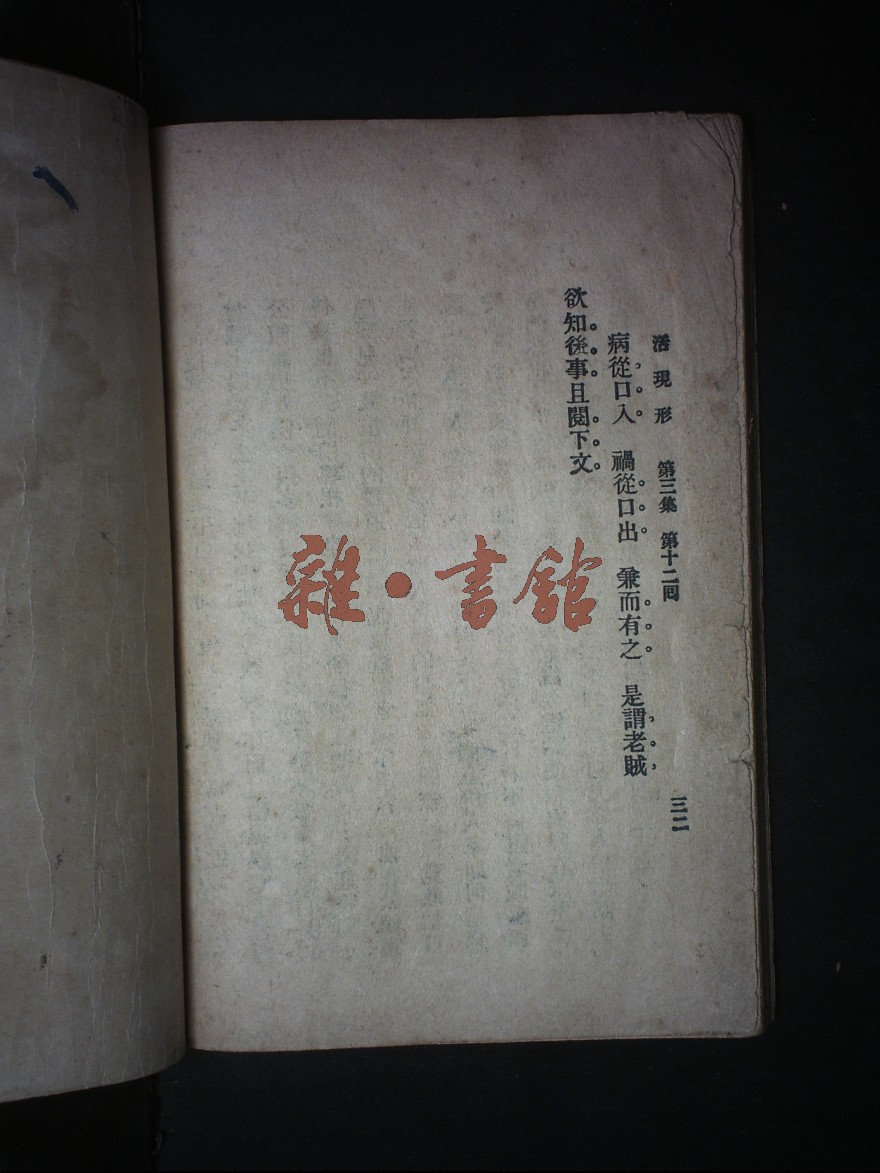 活現形　第三集　第十二囘　三二
病從口入　禍從口出　兼而有之　是謂老賊
欲知後事且閱下文
雜·書館